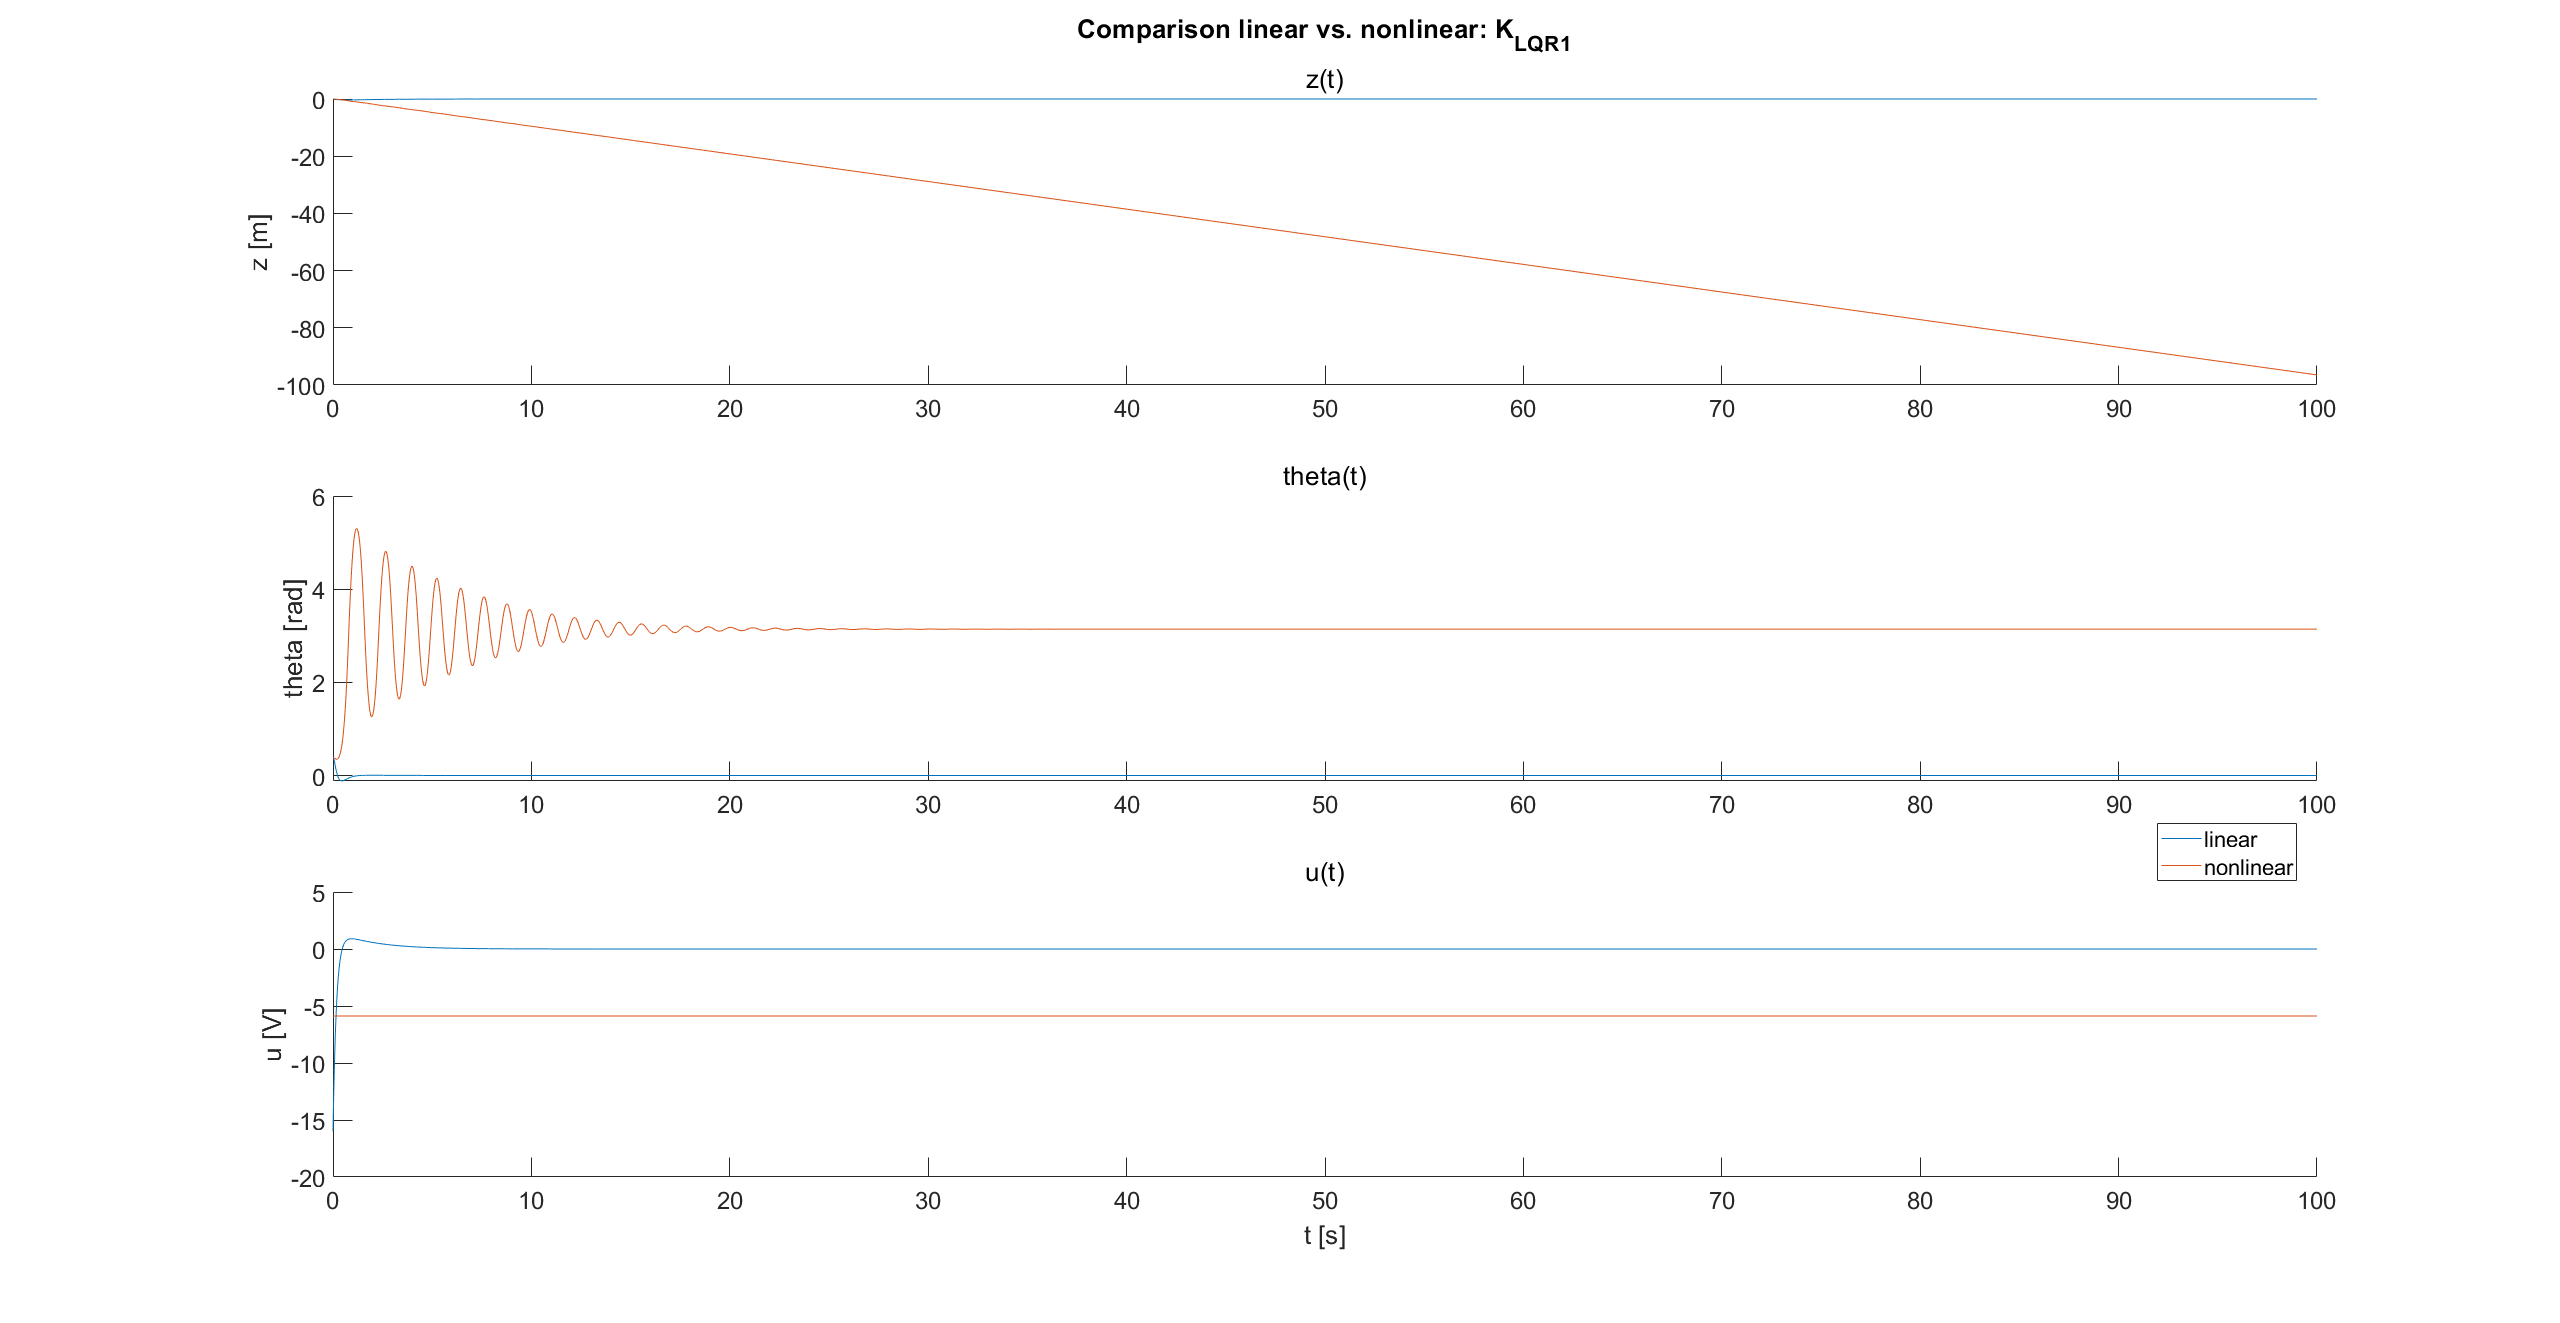 Comparison linear vs. nonlinear: K_LQR1
z(t)
z [m]
0
-20
-40
-60
-80
-100
0 10 20 30 40 50 60 70 80 90 100
theta(t)
theta [rad]
6
4
2
0
0 10 20 30 40 50 60 70 80 90 100
linear
nonlinear
u(t)
u [V]
5
0
-5
-10
-15
-20
0 10 20 30 40 50 60 70 80 90 100
t [s]